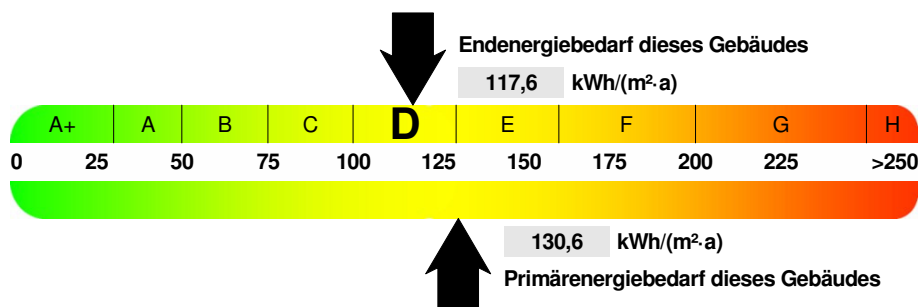 Endenergiebedarf dieses Gebäudes
117,6 kWh/(m²·a)
A+ A B C D E F G H
0 25 50 75 100 125 150 175 200 225 >250
130,6 kWh/(m²·a)
Primärenergiebedarf dieses Gebäudes